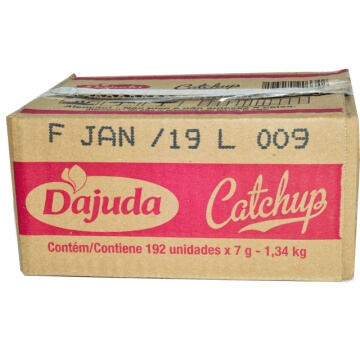 F JAN /19 L 009
Dajuda
Catchup
Contém/Contiene 192 unidades x 7 g - 1,34 kg